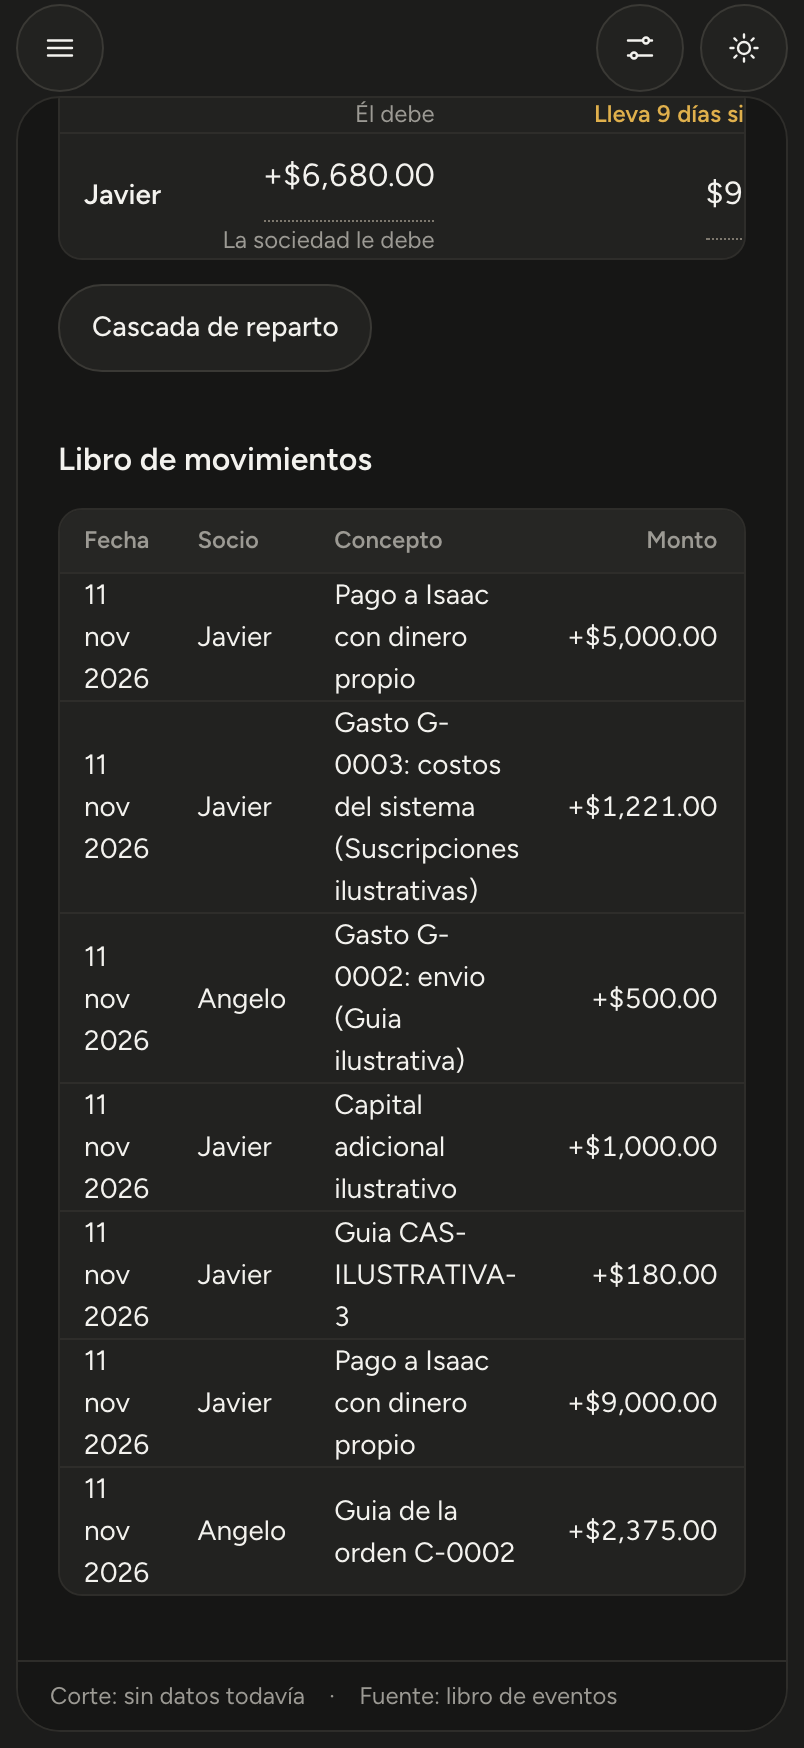 Él debe
Lleva 9 días si
Javier
+$6,680.00
$9
La sociedad le debe
Cascada de reparto
Libro de movimientos
Fecha Socio Concepto Monto
11 nov 2026 Javier Pago a Isaac con dinero propio +$5,000.00
11 nov 2026 Javier Gasto G-0003: costos del sistema (Suscripciones ilustrativas) +$1,221.00
11 nov 2026 Angelo Gasto G-0002: envio (Guia ilustrativa) +$500.00
11 nov 2026 Javier Capital adicional ilustrativo +$1,000.00
11 nov 2026 Javier Guia CAS-ILUSTRATIVA-3 +$180.00
11 nov 2026 Javier Pago a Isaac con dinero propio +$9,000.00
11 nov 2026 Angelo Guia de la orden C-0002 +$2,375.00
Corte: sin datos todavía · Fuente: libro de eventos